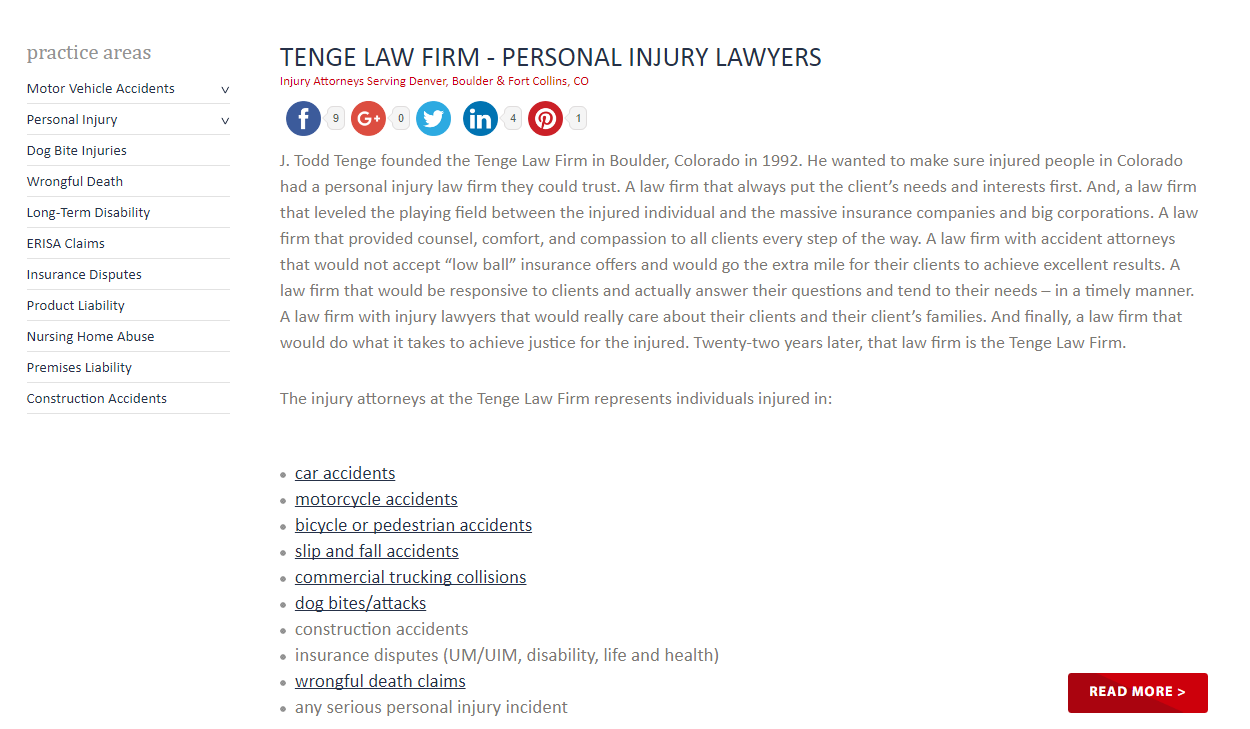 practice areas
Motor Vehicle Accidents v
Personal Injury v
Dog Bite Injuries
Wrongful Death
Long-Term Disability
ERISA Claims
Insurance Disputes
Product Liability
Nursing Home Abuse
Premises Liability
Construction Accidents
TENGE LAW FIRM - PERSONAL INJURY LAWYERS
Injury Attorneys Serving Denver, Boulder & Fort Collins, CO
f 9 G+ 0 in 4 1
J. Todd Tenge founded the Tenge Law Firm in Boulder, Colorado in 1992. He wanted to make sure injured people in Colorado
had a personal injury law firm they could trust. A law firm that always put the client’s needs and interests first. And, a law firm
that leveled the playing field between the injured individual and the massive insurance companies and big corporations. A law
firm that provided counsel, comfort, and compassion to all clients every step of the way. A law firm with accident attorneys
that would not accept “low ball” insurance offers and would go the extra mile for their clients to achieve excellent results. A
law firm that would be responsive to clients and actually answer their questions and tend to their needs – in a timely manner.
A law firm with injury lawyers that would really care about their clients and their client’s families. And finally, a law firm that
would do what it takes to achieve justice for the injured. Twenty-two years later, that law firm is the Tenge Law Firm.
The injury attorneys at the Tenge Law Firm represents individuals injured in:
• car accidents
• motorcycle accidents
• bicycle or pedestrian accidents
• slip and fall accidents
• commercial trucking collisions
• dog bites/attacks
• construction accidents
• insurance disputes (UM/UIM, disability, life and health)
• wrongful death claims
• any serious personal injury incident
READ MORE >